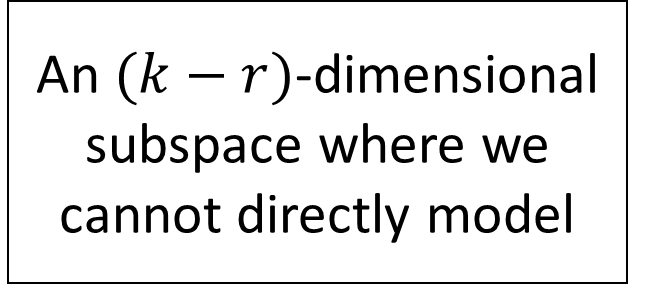 An (𝑘 − 𝑟)-dimensional
subspace where we
cannot directly model